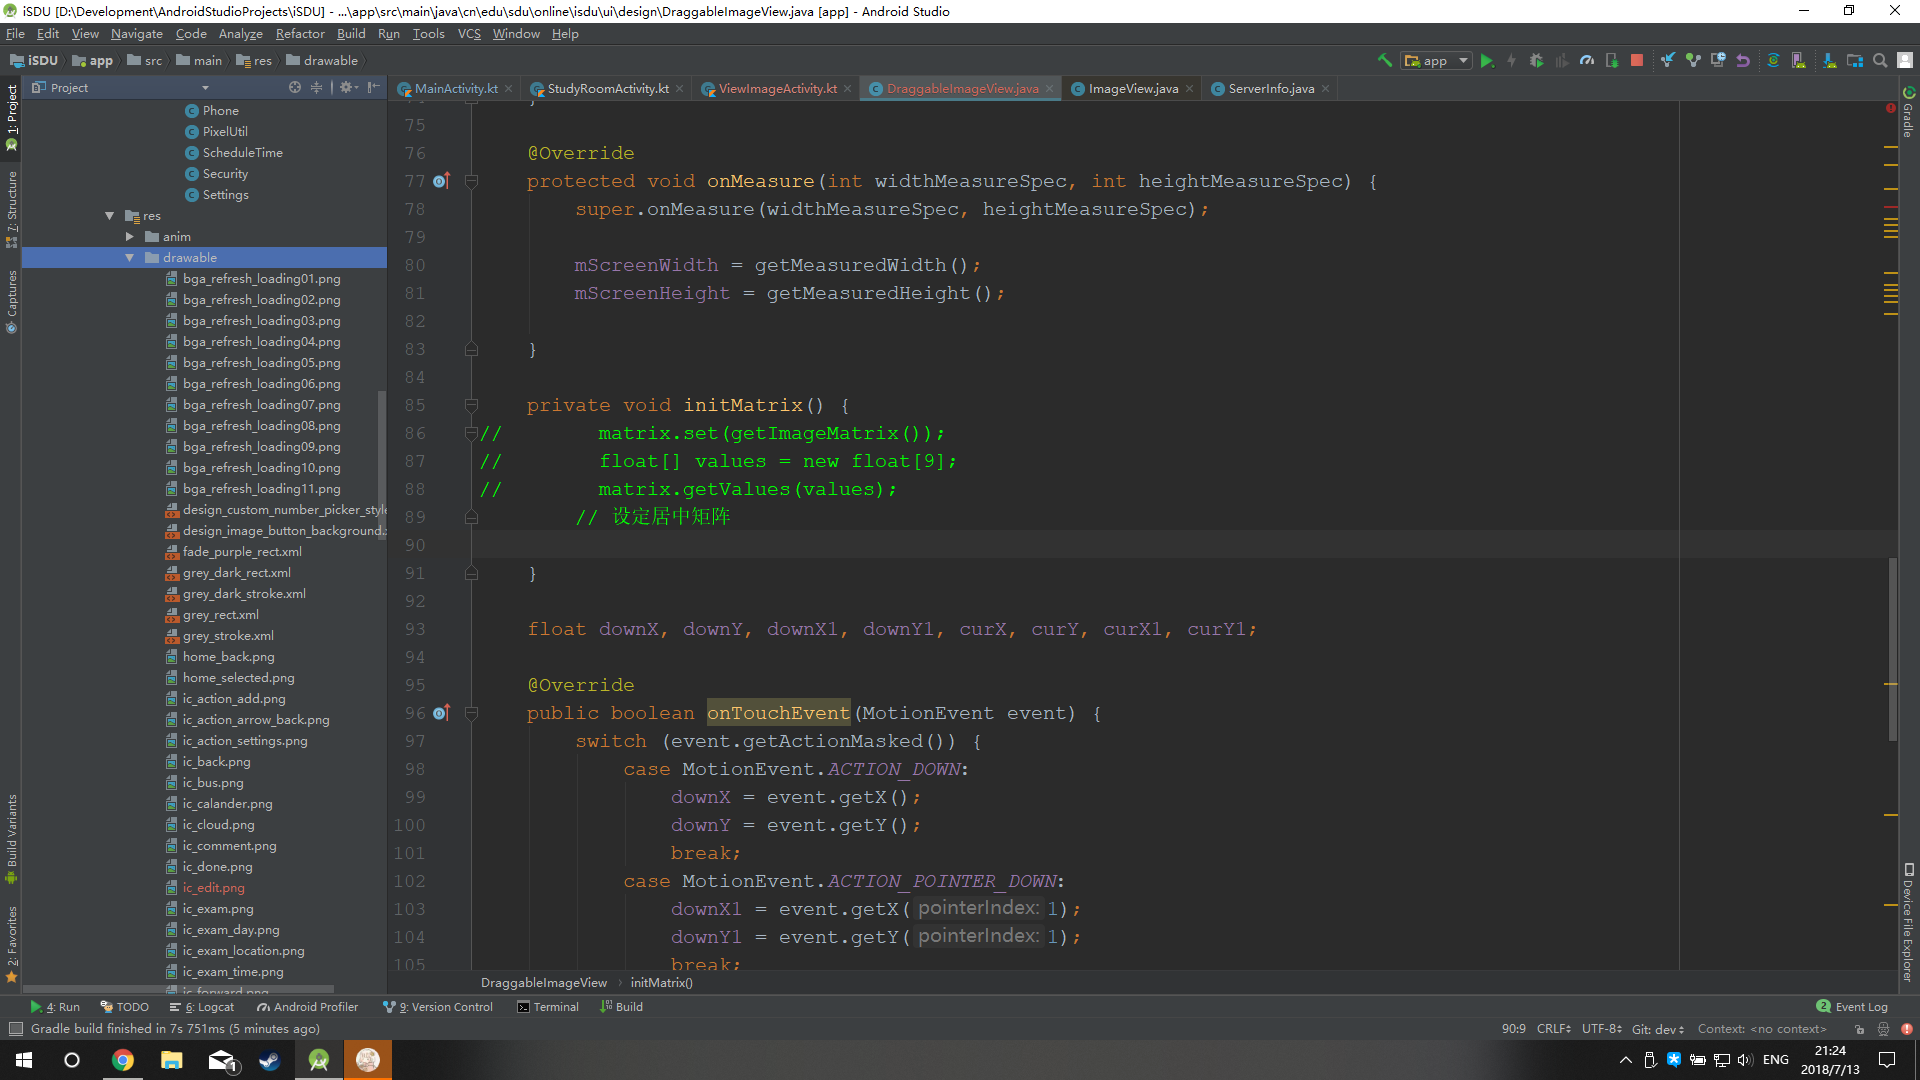 iSDU [D:\Development\AndroidStudioProjects\iSDU] - ...\app\src\main\java\cn\edu\sdu\online\isdu\ui\design\DraggableImageView.java [app] - Android Studio
File Edit View Navigate Code Analyze Refactor Build Run Tools VCS Window Help
iSDU app src main res drawable
app
Project
MainActivity.kt StudyRoomActivity.kt ViewImageActivity.kt DraggableImageView.java ImageView.java ServerInfo.java
1: Project
7: Structure
Captures
Build Variants
2: Favorites
Phone
PixelUtil
ScheduleTime
Security
Settings
res
anim
drawable
bga_refresh_loading01.png
bga_refresh_loading02.png
bga_refresh_loading03.png
bga_refresh_loading04.png
bga_refresh_loading05.png
bga_refresh_loading06.png
bga_refresh_loading07.png
bga_refresh_loading08.png
bga_refresh_loading09.png
bga_refresh_loading10.png
bga_refresh_loading11.png
design_custom_number_picker_style
design_image_button_background.
fade_purple_rect.xml
grey_dark_rect.xml
grey_dark_stroke.xml
grey_rect.xml
grey_stroke.xml
home_back.png
home_selected.png
ic_action_add.png
ic_action_arrow_back.png
ic_action_settings.png
ic_back.png
ic_bus.png
ic_calander.png
ic_cloud.png
ic_comment.png
ic_done.png
ic_edit.png
ic_exam.png
ic_exam_day.png
ic_exam_location.png
ic_exam_time.png
ic_forward.png
75
76 @Override
77 protected void onMeasure(int widthMeasureSpec, int heightMeasureSpec) {
78 super.onMeasure(widthMeasureSpec, heightMeasureSpec);
79
80 mScreenWidth = getMeasuredWidth();
81 mScreenHeight = getMeasuredHeight();
82
83 }
84
85 private void initMatrix() {
86 // matrix.set(getImageMatrix());
87 // float[] values = new float[9];
88 // matrix.getValues(values);
89 // 设定居中矩阵
90
91 }
92
93 float downX, downY, downX1, downY1, curX, curY, curX1, curY1;
94
95 @Override
96 public boolean onTouchEvent(MotionEvent event) {
97 switch (event.getActionMasked()) {
98 case MotionEvent.ACTION_DOWN:
99 downX = event.getX();
100 downY = event.getY();
101 break;
102 case MotionEvent.ACTION_POINTER_DOWN:
103 downX1 = event.getX( pointerIndex: 1);
104 downY1 = event.getY( pointerIndex: 1);
105 break;
DraggableImageView initMatrix()
Gradle
Device File Explorer
4: Run TODO 6: Logcat Android Profiler 9: Version Control Terminal Build 2 Event Log
Gradle build finished in 7s 751ms (5 minutes ago) 90:9 CRLF UTF-8 Git: dev Context: <no context>
1
ENG
21:24
2018/7/13